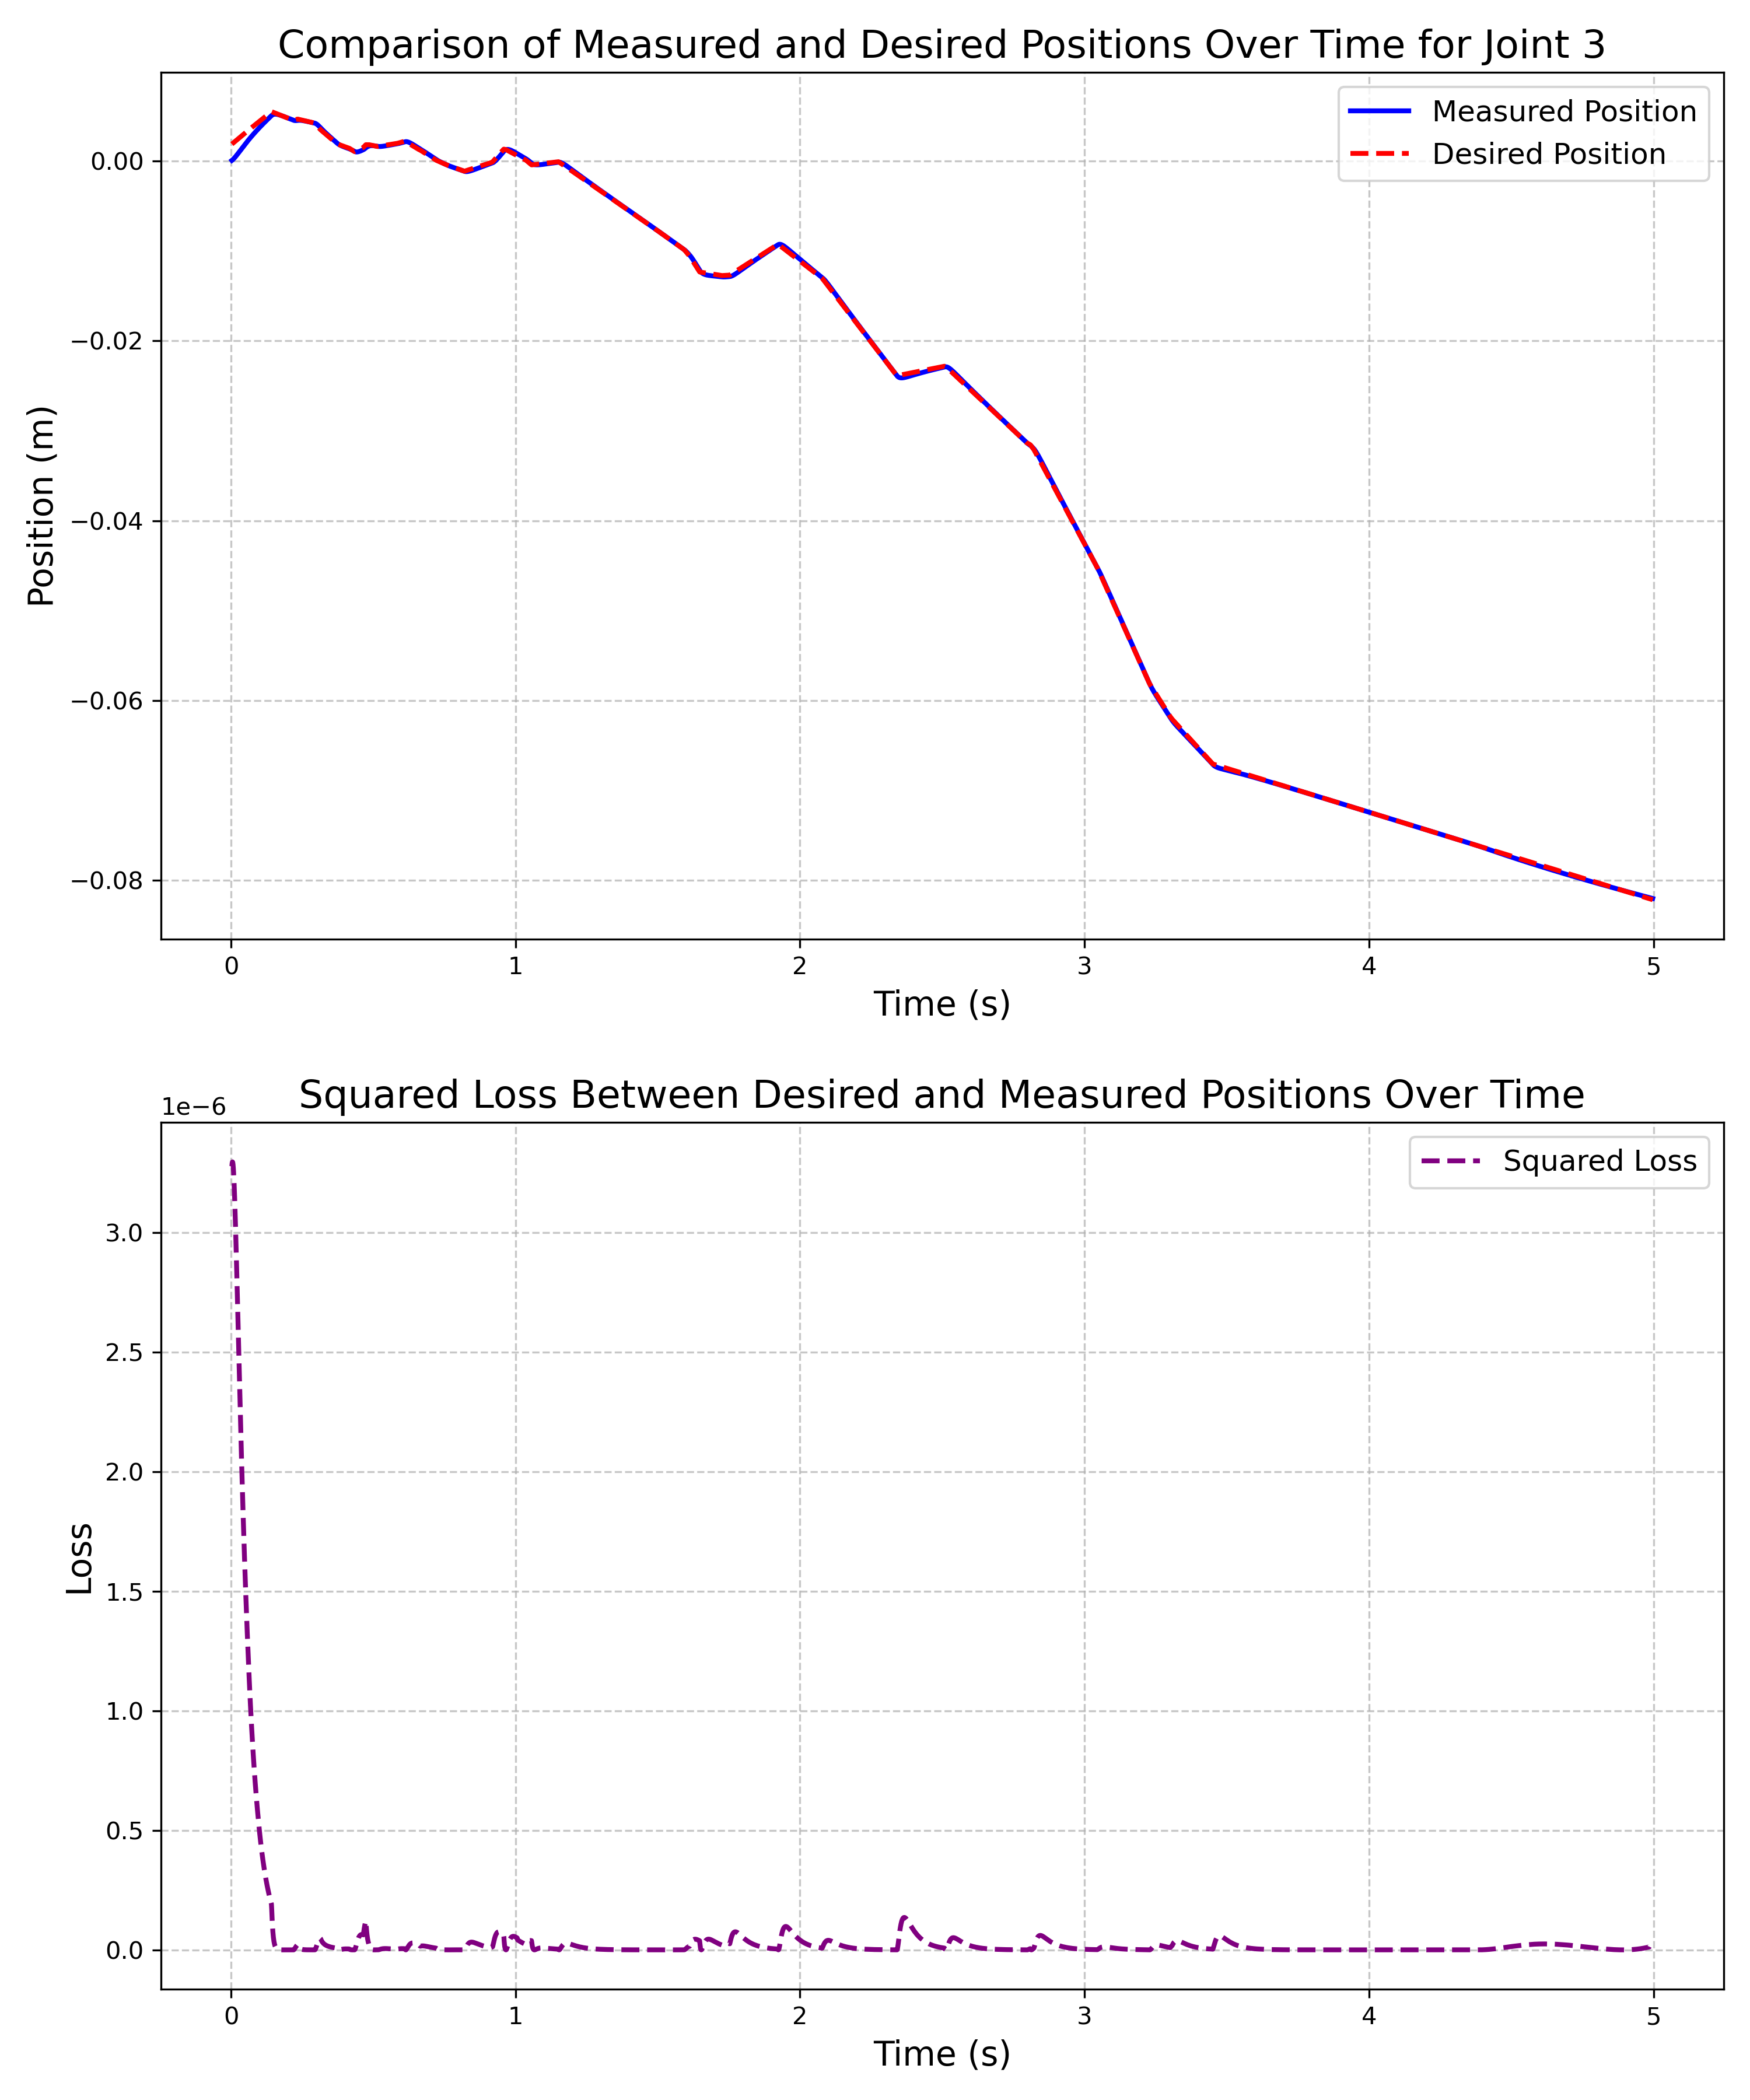 Comparison of Measured and Desired Positions Over Time for Joint 3
Measured Position
Desired Position
0.00
−0.02
−0.04
−0.06
−0.08
Position (m)
0 1 2 3 4 5
Time (s)
Squared Loss Between Desired and Measured Positions Over Time
1e−6
Squared Loss
3.0
2.5
2.0
1.5
1.0
0.5
0.0
Loss
0 1 2 3 4 5
Time (s)